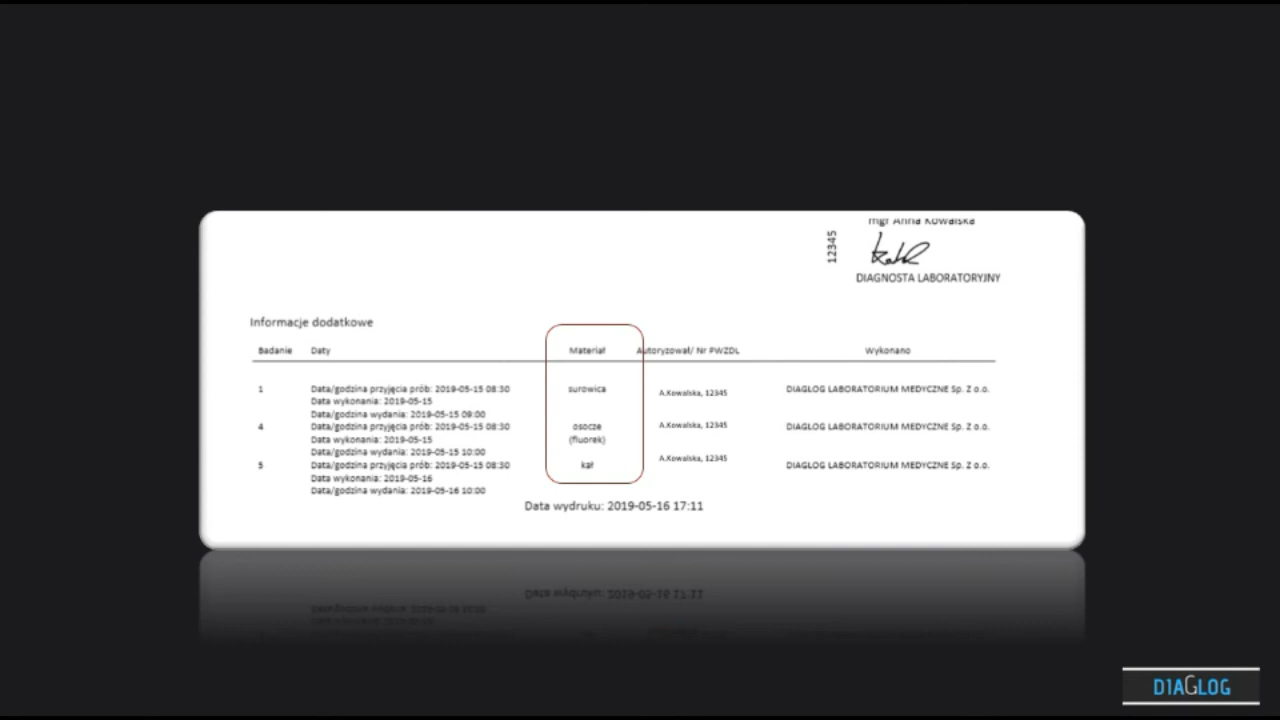 mgr Anna Kowalska
12345
DIAGNOSTA LABORATORYJNY
Informacje dodatkowe
Badanie Daty Materiał Autoryzował/ Nr PWZDL Wykonano
1 Data/godzina przyjęcia prób: 2019-05-15 08:30 surowica A.Kowalska, 12345 DIAGLOG LABORATORIUM MEDYCZNE Sp. Z o.o.
Data wykonania: 2019-05-15
Data/godzina wydania: 2019-05-15 09:00
4 Data/godzina przyjęcia prób: 2019-05-15 08:30 osocze A.Kowalska, 12345 DIAGLOG LABORATORIUM MEDYCZNE Sp. Z o.o.
Data wykonania: 2019-05-15 (fluorek)
Data/godzina wydania: 2019-05-15 10:00
5 Data/godzina przyjęcia prób: 2019-05-15 08:30 kał A.Kowalska, 12345 DIAGLOG LABORATORIUM MEDYCZNE Sp. Z o.o.
Data wykonania: 2019-05-16
Data/godzina wydania: 2019-05-16 10:00
Data wydruku: 2019-05-16 17:11
DIAGLOG